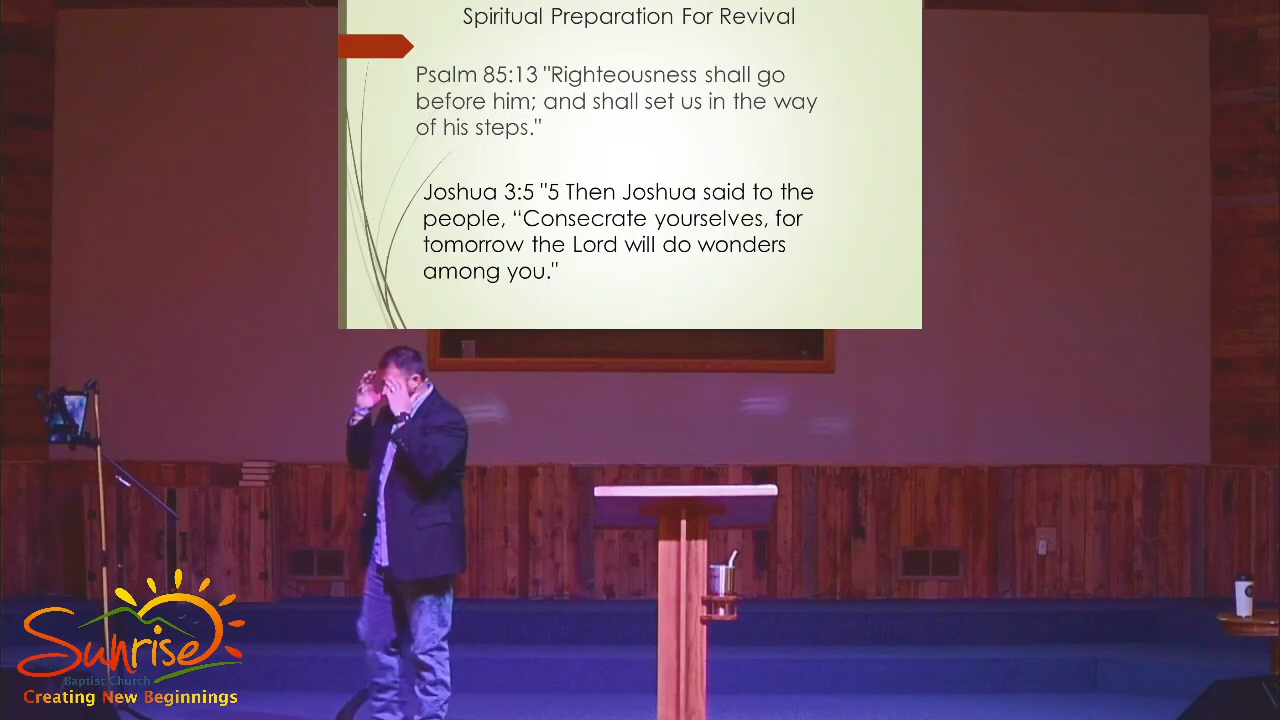 Spiritual Preparation For Revival
Psalm 85:13 "Righteousness shall go
before him; and shall set us in the way
of his steps."
Joshua 3:5 "5 Then Joshua said to the
people, “Consecrate yourselves, for
tomorrow the Lord will do wonders
among you."
Sunrise
Baptist Church
Creating New Beginnings